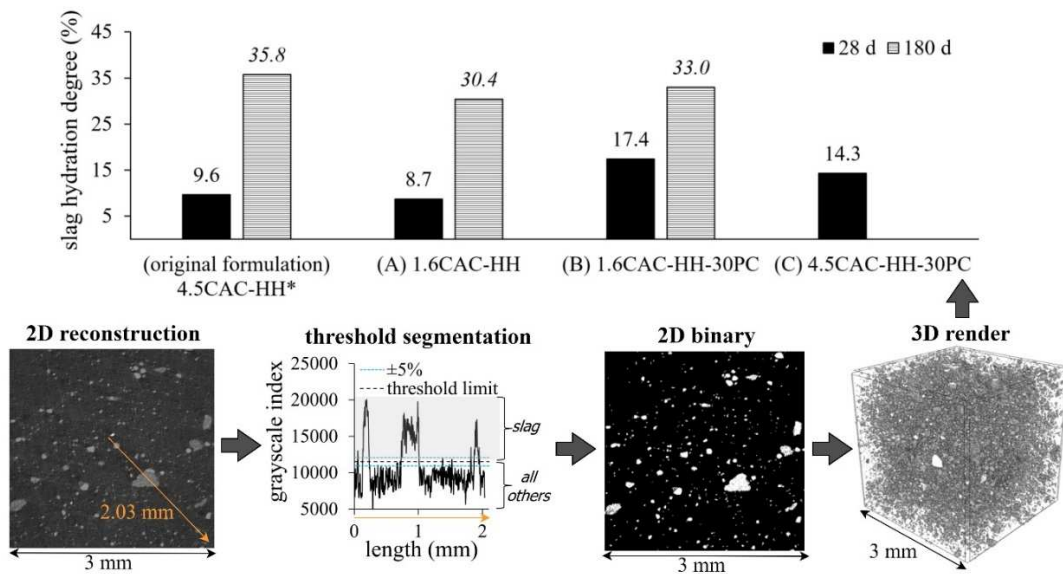 slag hydration degree (%)
45
35
25
15
5
28 d
180 d
35.8
30.4
33.0
17.4
14.3
9.6
8.7
(original formulation)
4.5CAC-HH*
(A) 1.6CAC-HH
(B) 1.6CAC-HH-30PC
(C) 4.5CAC-HH-30PC
2D reconstruction
2.03 mm
3 mm
threshold segmentation
grayscale index
25000
20000
15000
10000
5000
±5%
threshold limit
slag
all
others
0
1
2
length (mm)
2D binary
3 mm
3D render
3 mm